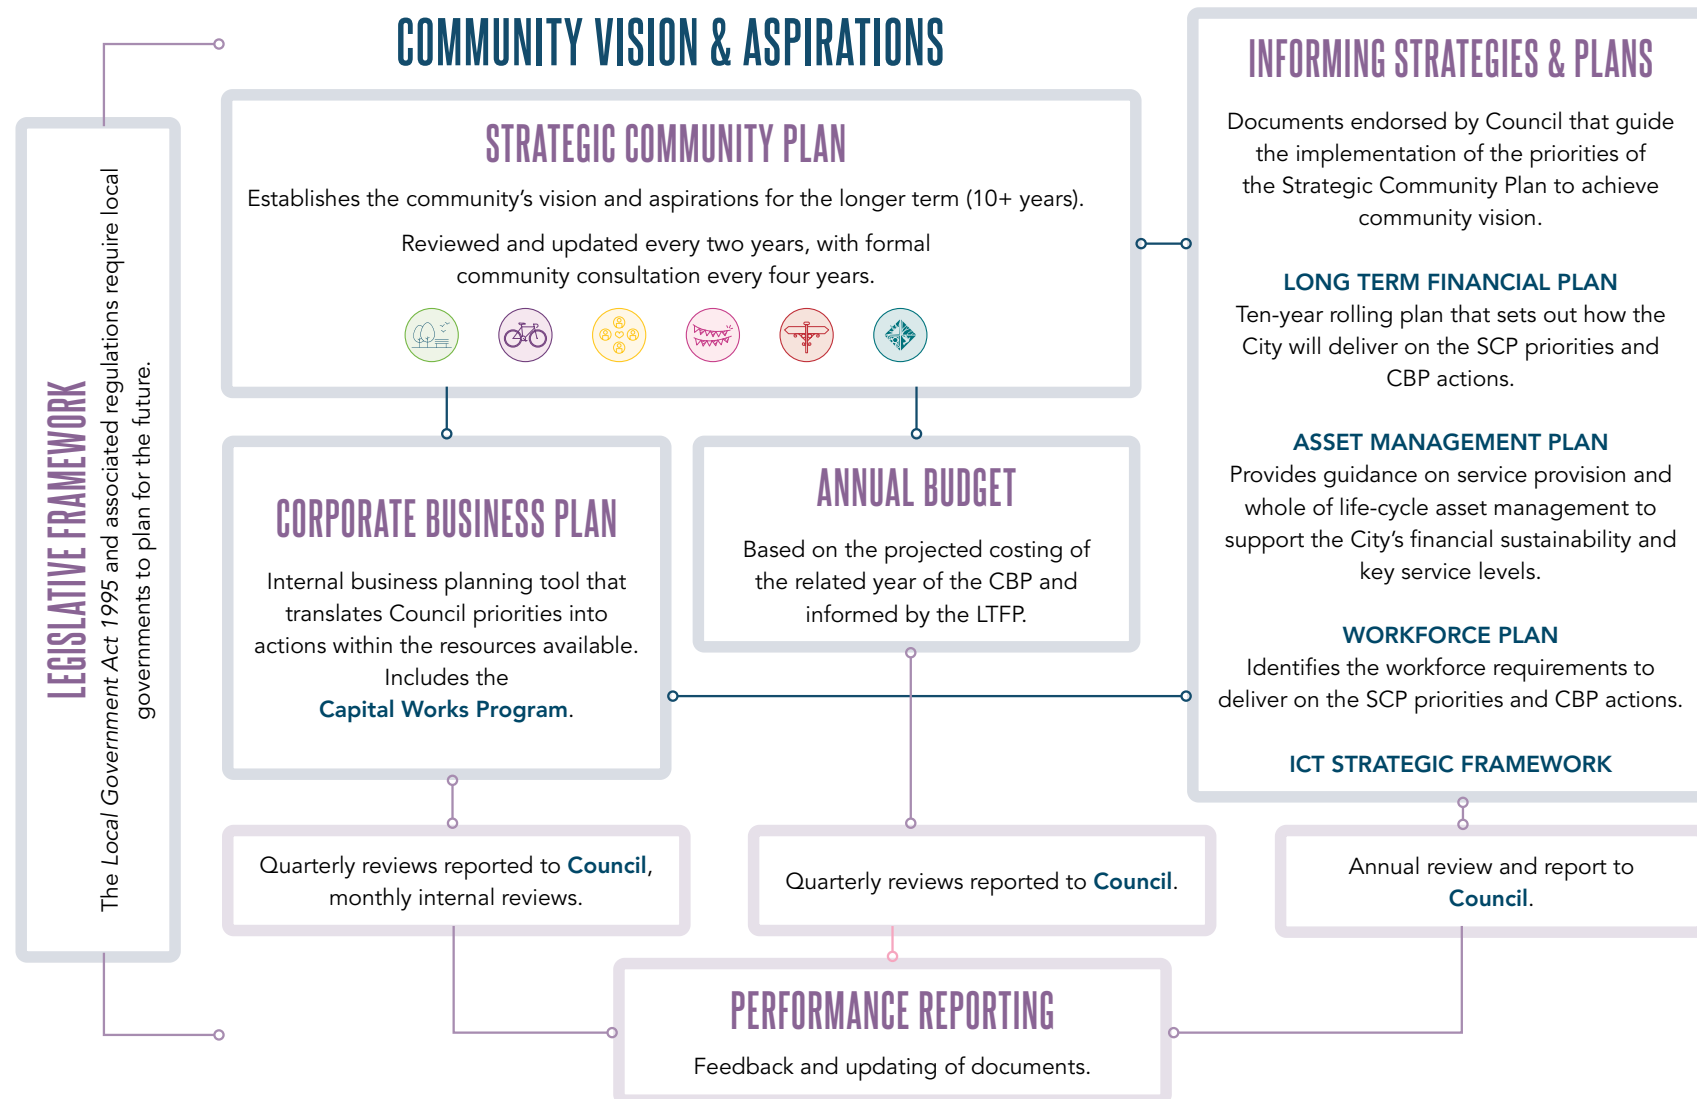 COMMUNITY VISION & ASPIRATIONS
LEGISLATIVE FRAMEWORK
The Local Government Act 1995 and associated regulations require local
governments to plan for the future.
STRATEGIC COMMUNITY PLAN
Establishes the community’s vision and aspirations for the longer term (10+ years).
Reviewed and updated every two years, with formal
community consultation every four years.
CORPORATE BUSINESS PLAN
Internal business planning tool that
translates Council priorities into
actions within the resources available.
Includes the
Capital Works Program.
ANNUAL BUDGET
Based on the projected costing of
the related year of the CBP and
informed by the LTFP.
INFORMING STRATEGIES & PLANS
Documents endorsed by Council that guide
the implementation of the priorities of
the Strategic Community Plan to achieve
community vision.
LONG TERM FINANCIAL PLAN
Ten-year rolling plan that sets out how the
City will deliver on the SCP priorities and
CBP actions.
ASSET MANAGEMENT PLAN
Provides guidance on service provision and
whole of life-cycle asset management to
support the City’s financial sustainability and
key service levels.
WORKFORCE PLAN
Identifies the workforce requirements to
deliver on the SCP priorities and CBP actions.
ICT STRATEGIC FRAMEWORK
Quarterly reviews reported to Council,
monthly internal reviews.
Quarterly reviews reported to Council.
Annual review and report to
Council.
PERFORMANCE REPORTING
Feedback and updating of documents.